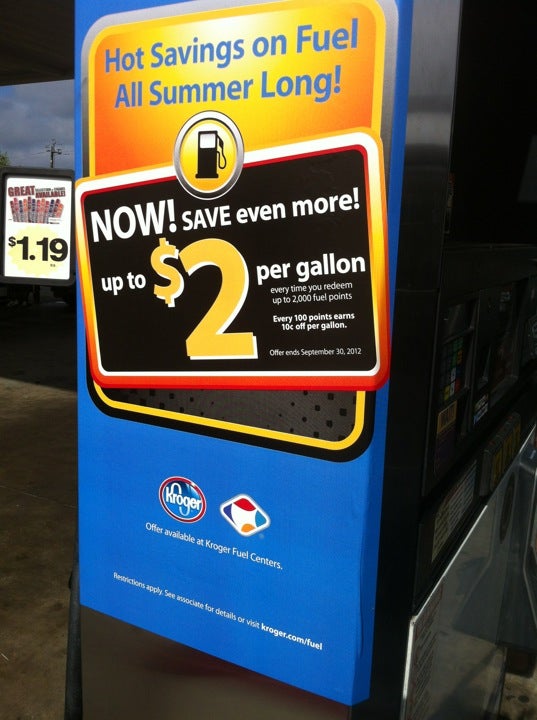 Hot Savings on Fuel
All Summer Long!
GREAT
AVAILABLE!
$1.19
NOW! SAVE even more!
up to $2 per gallon
every time you redeem
up to 2,000 fuel points
Every 100 points earns
10c off per gallon.
Offer ends September 30, 2012
Kroger
Offer available at Kroger Fuel Centers.
Restrictions apply. See associate for details or visit kroger.com/fuel